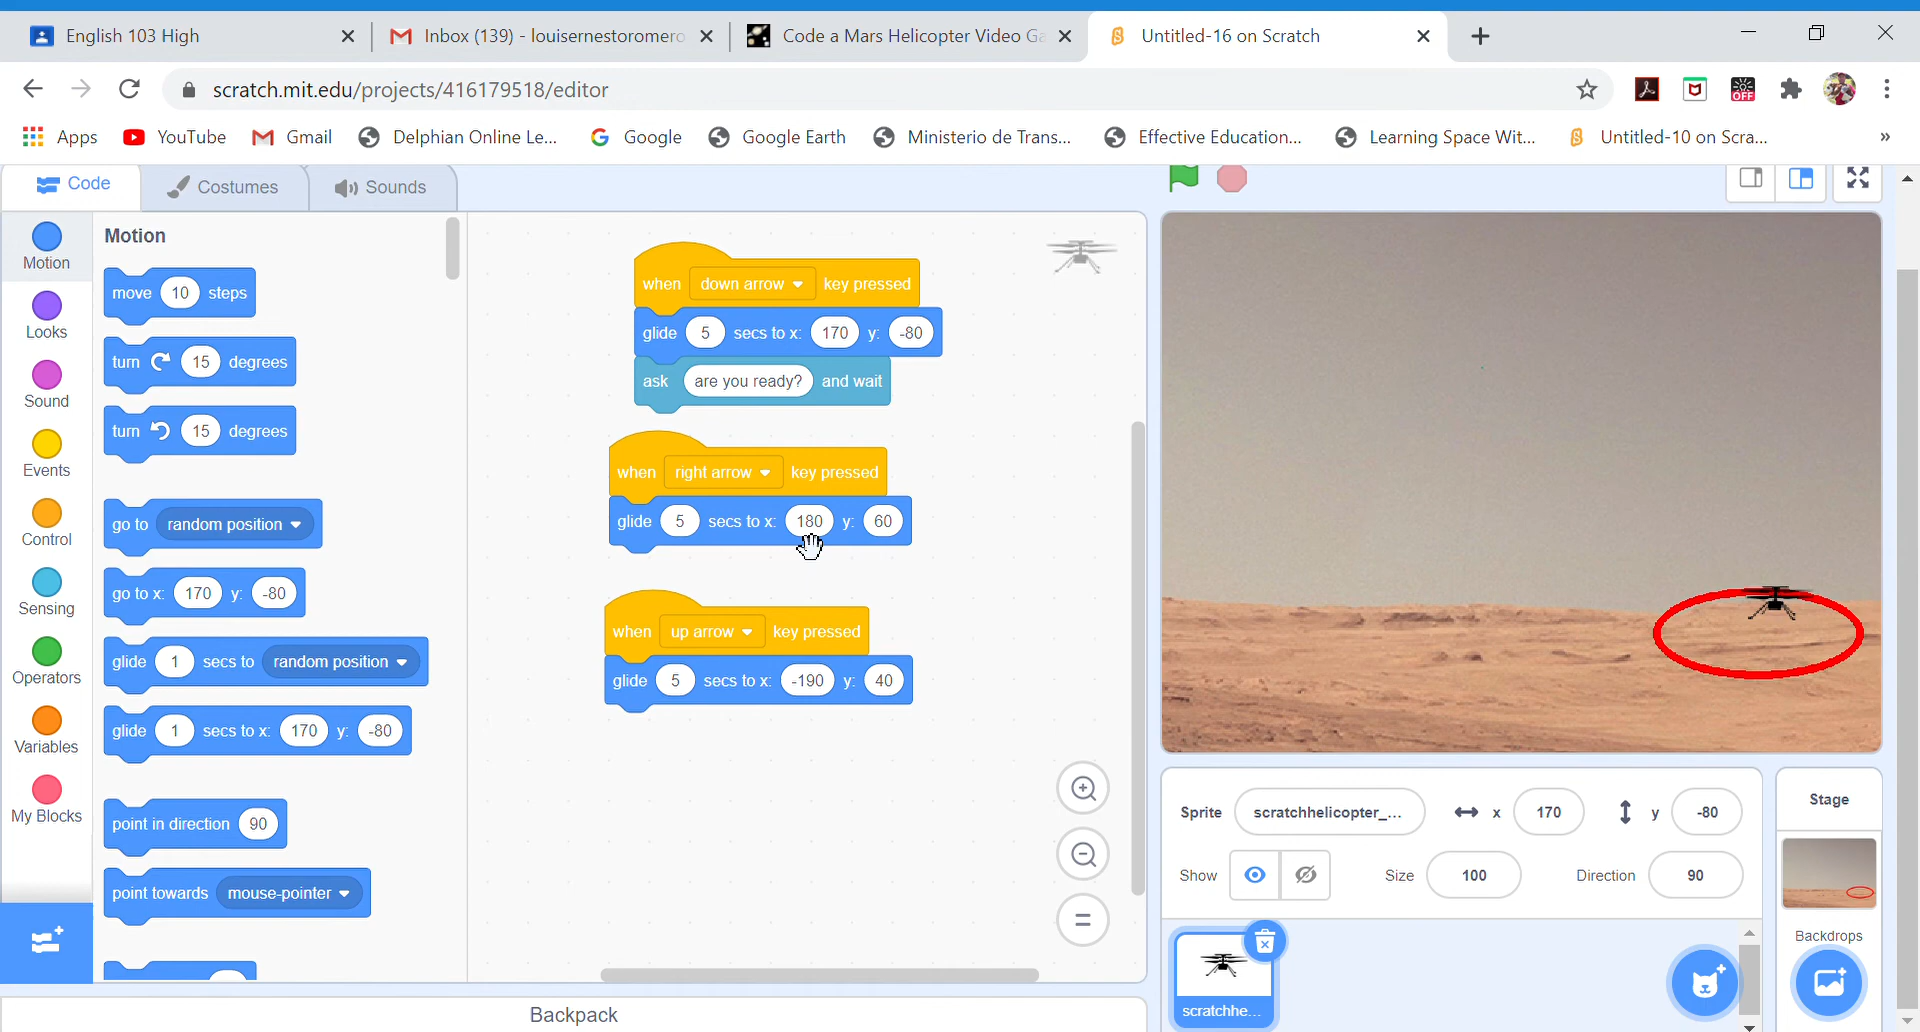 English 103 High
Inbox (139) - louisernestoromero
Code a Mars Helicopter Video Ga
Untitled-16 on Scratch
scratch.mit.edu/projects/416179518/editor
OFF
Apps
YouTube
Gmail
Delphian Online Le...
Google
Google Earth
Ministerio de Trans...
Effective Education...
Learning Space Wit...
Untitled-10 on Scra...
»
Code
Costumes
Sounds
Motion
Looks
Sound
Events
Control
Sensing
Operators
Variables
My Blocks
Motion
move 10 steps
turn 15 degrees
turn 15 degrees
go to random position
go to x: 170 y: -80
glide 1 secs to random position
glide 1 secs to x: 170 y: -80
point in direction 90
point towards mouse-pointer
when down arrow key pressed
glide 5 secs to x: 170 y: -80
ask are you ready? and wait
when right arrow key pressed
glide 5 secs to x: 180 y: 60
when up arrow key pressed
glide 5 secs to x: -190 y: 40
Backpack
Sprite scratchhelicopter_... x 170 y -80
Show Size 100 Direction 90
scratchhe...
Stage
Backdrops